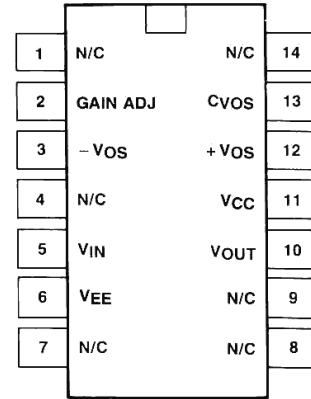 1 N/C N/C 14
2 GAIN ADJ CVOS 13
3 −VOS +VOS 12
4 N/C VCC 11
5 VIN VOUT 10
6 VEE N/C 9
7 N/C N/C 8